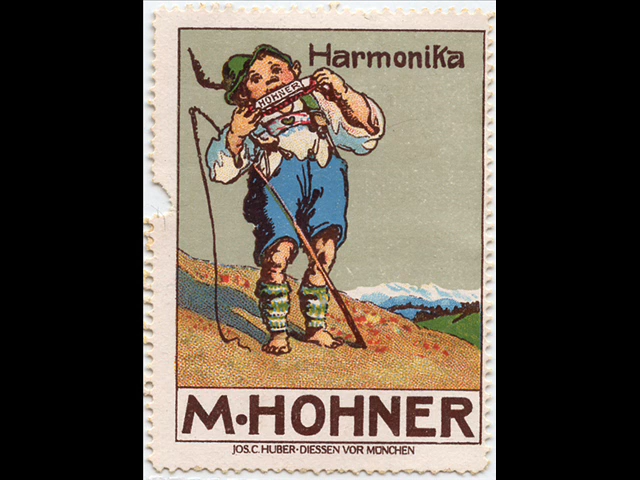 Harmonika
HOHNER
M·HOHNER
JOS.C.HUBER·DIESSEN VOR MÜNCHEN